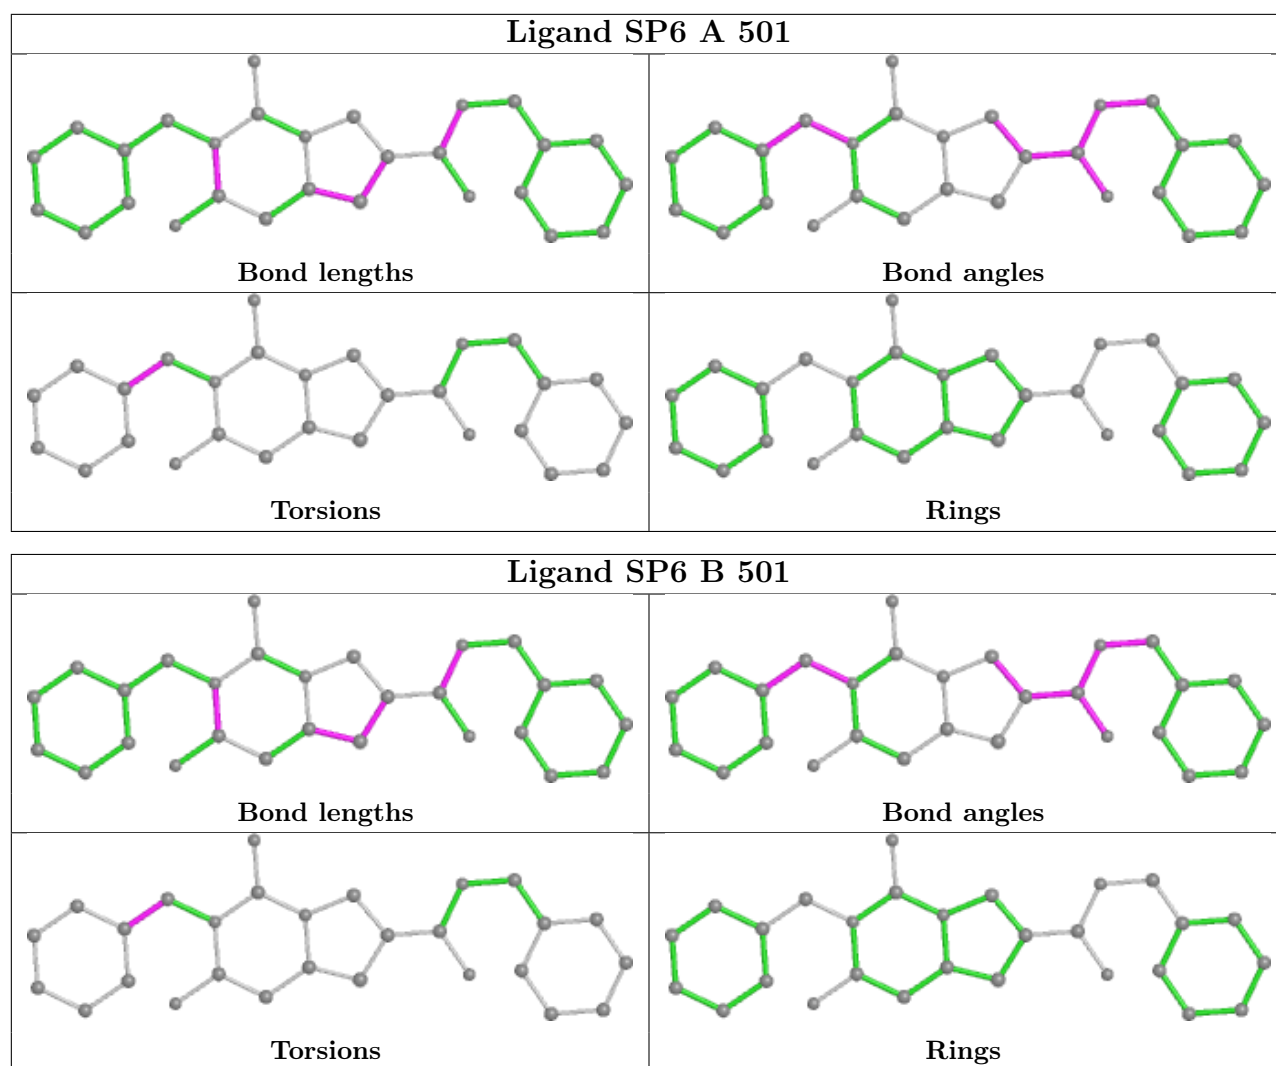 Ligand SP6 A 501
Bond lengths
Bond angles
Torsions
Rings
Ligand SP6 B 501
Bond lengths
Bond angles
Torsions
Rings